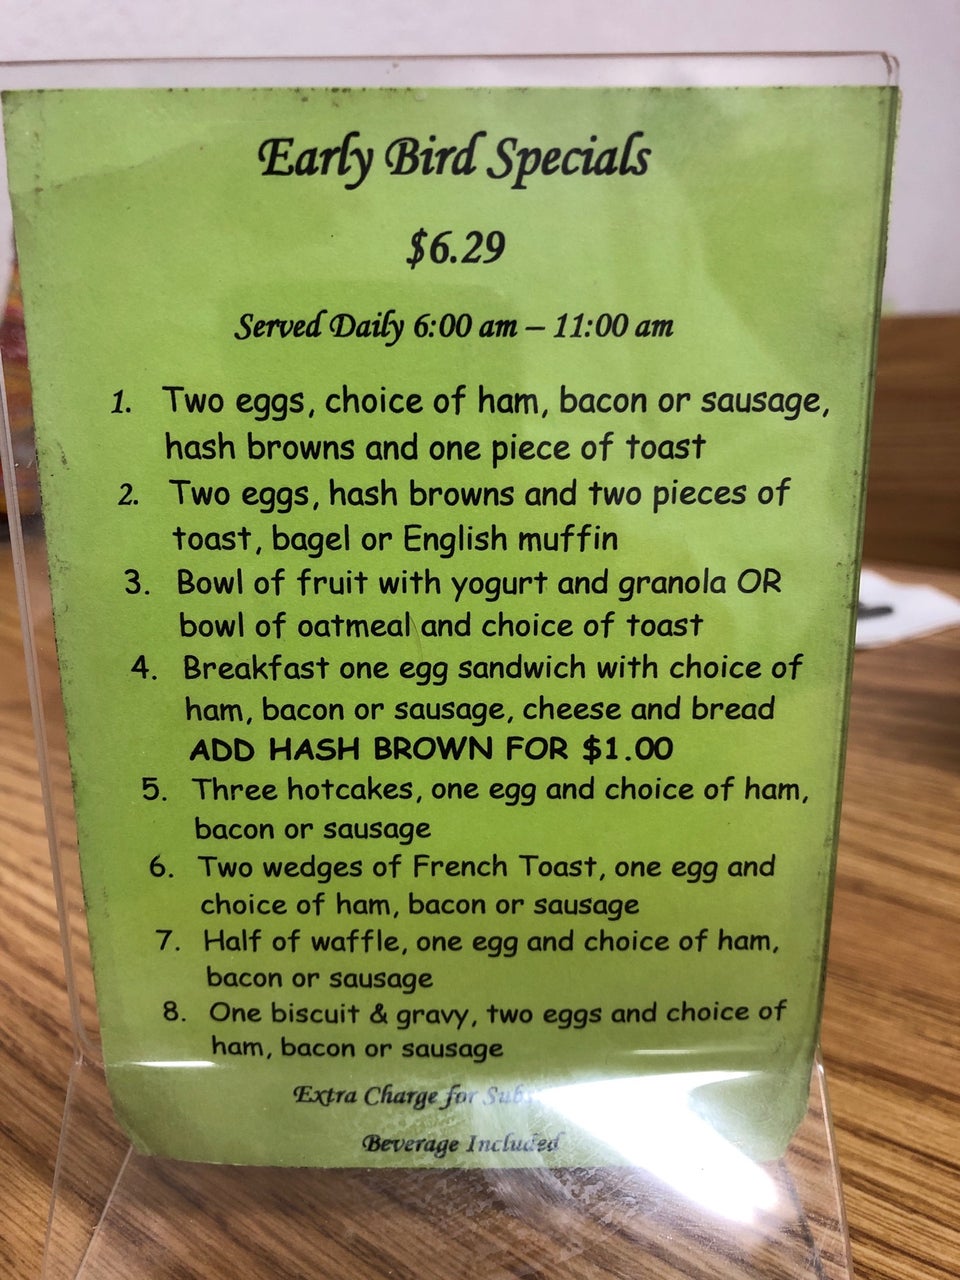 Early Bird Specials
$6.29
Served Daily 6:00 am – 11:00 am
1. Two eggs, choice of ham, bacon or sausage,
hash browns and one piece of toast
2. Two eggs, hash browns and two pieces of
toast, bagel or English muffin
3. Bowl of fruit with yogurt and granola OR
bowl of oatmeal and choice of toast
4. Breakfast one egg sandwich with choice of
ham, bacon or sausage, cheese and bread
ADD HASH BROWN FOR $1.00
5. Three hotcakes, one egg and choice of ham,
bacon or sausage
6. Two wedges of French Toast, one egg and
choice of ham, bacon or sausage
7. Half of waffle, one egg and choice of ham,
bacon or sausage
8. One biscuit & gravy, two eggs and choice of
ham, bacon or sausage
Extra Charge for
Beverage Included